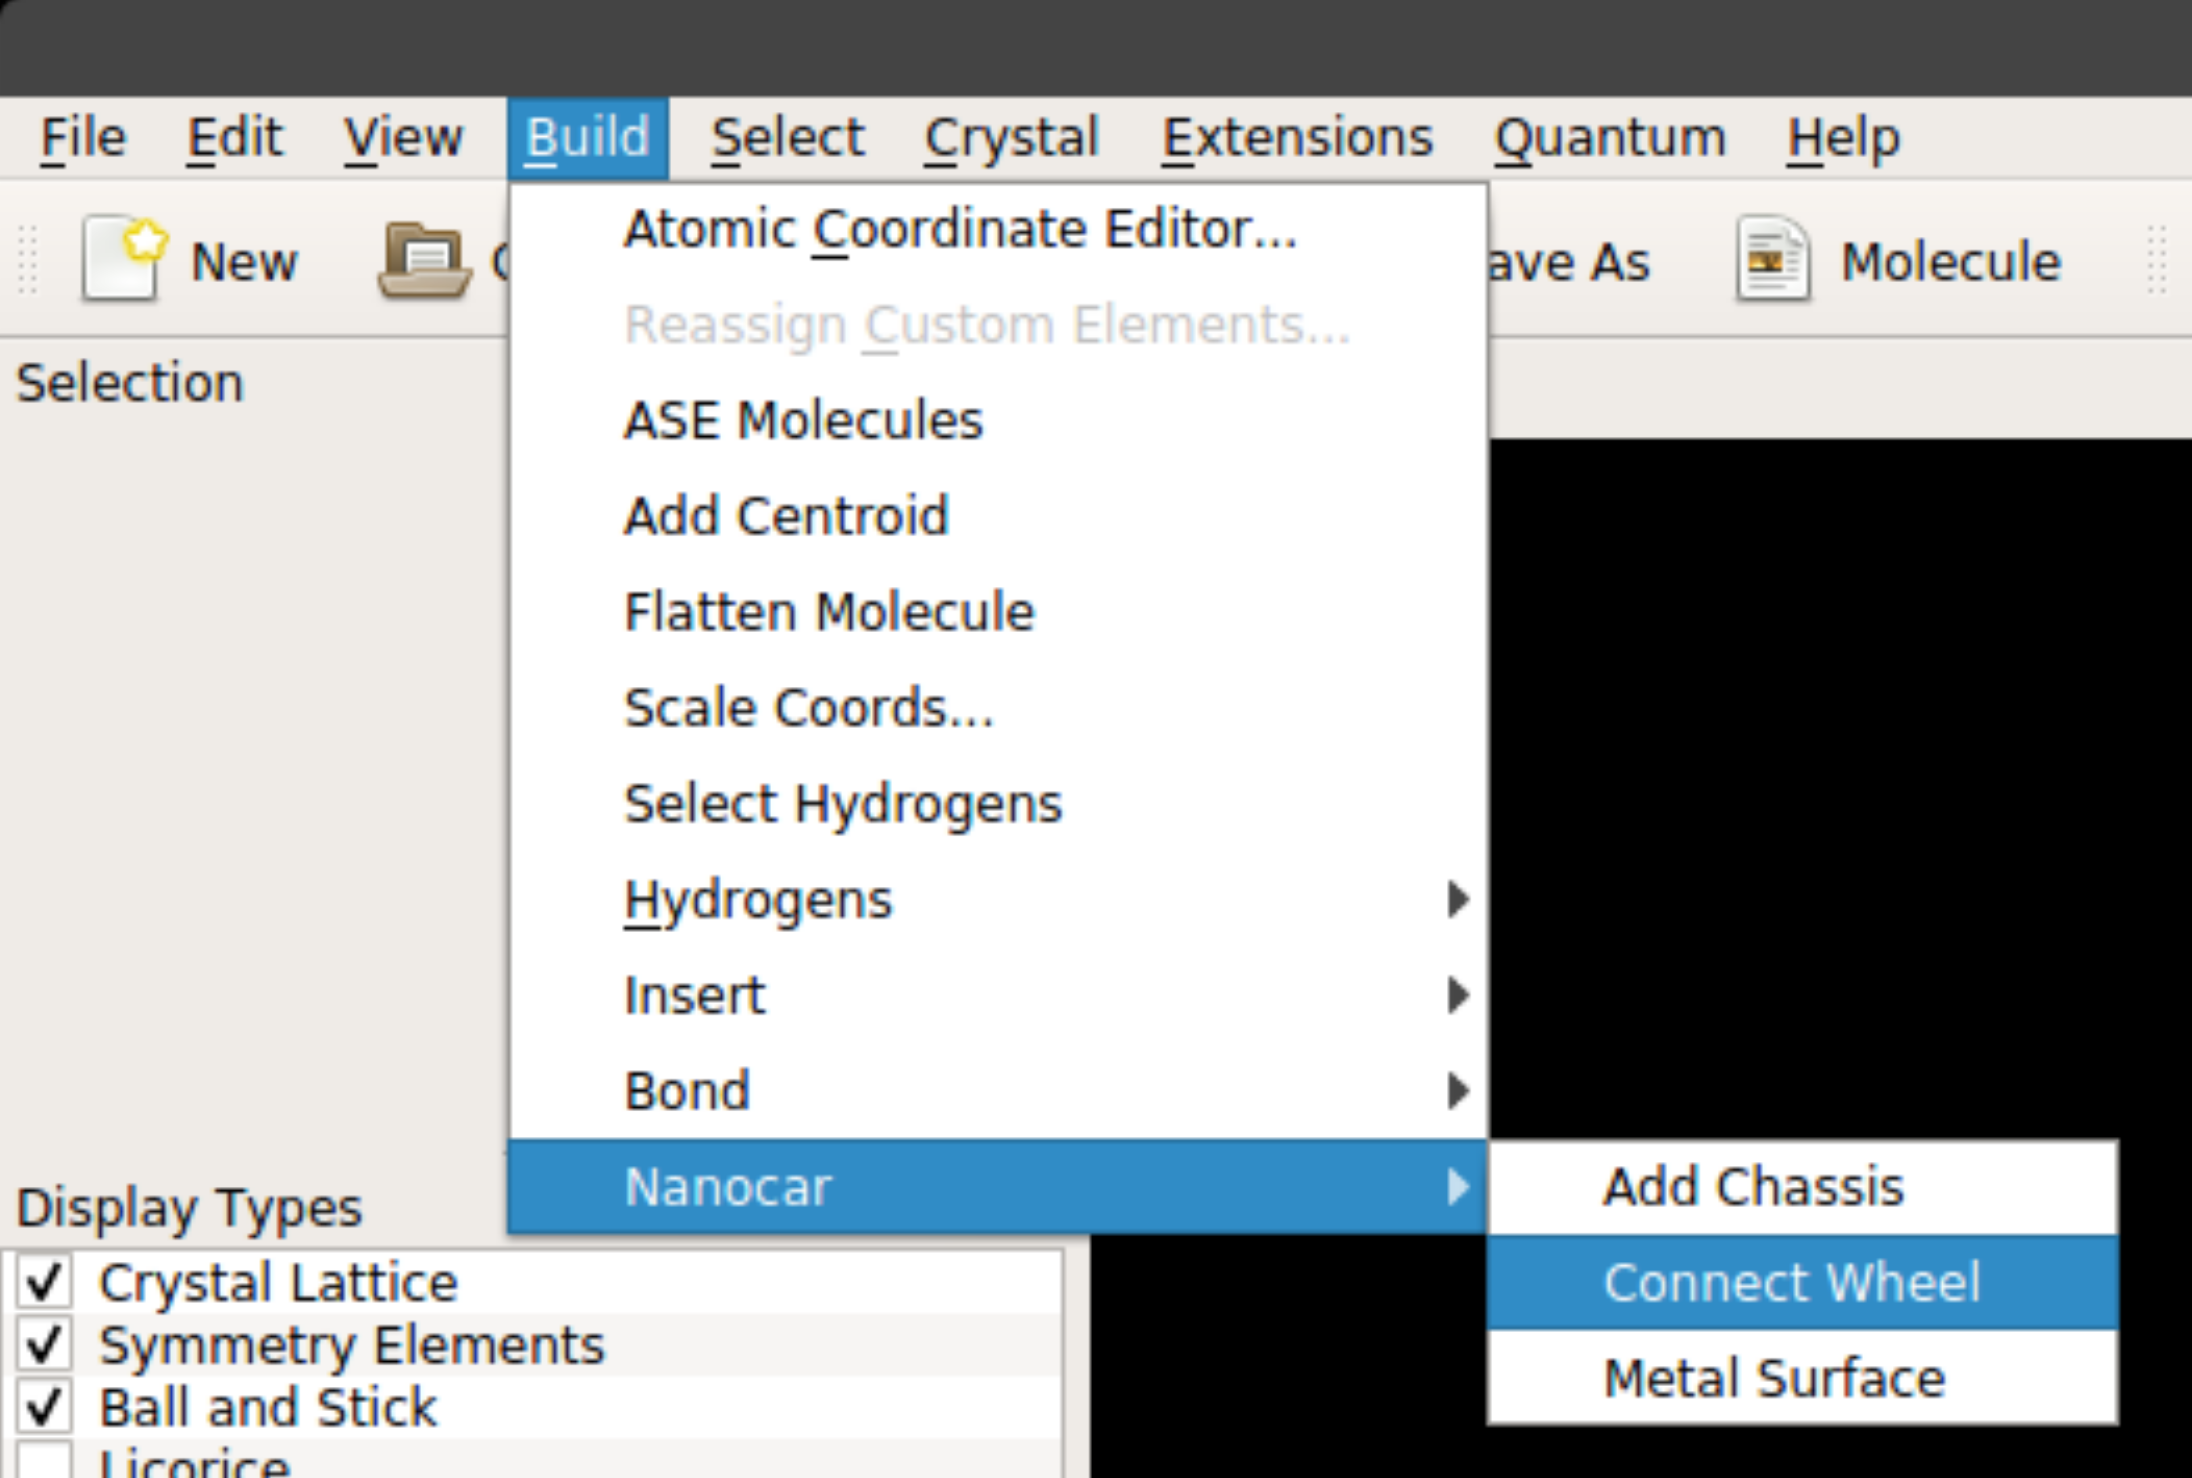 File Edit View Build Select Crystal Extensions Quantum Help
New ave As Molecule
Atomic Coordinate Editor...
Reassign Custom Elements...
ASE Molecules
Add Centroid
Flatten Molecule
Scale Coords...
Select Hydrogens
Hydrogens
Insert
Bond
Nanocar
Add Chassis
Connect Wheel
Metal Surface
Selection
Display Types
Crystal Lattice
Symmetry Elements
Ball and Stick
Licorice